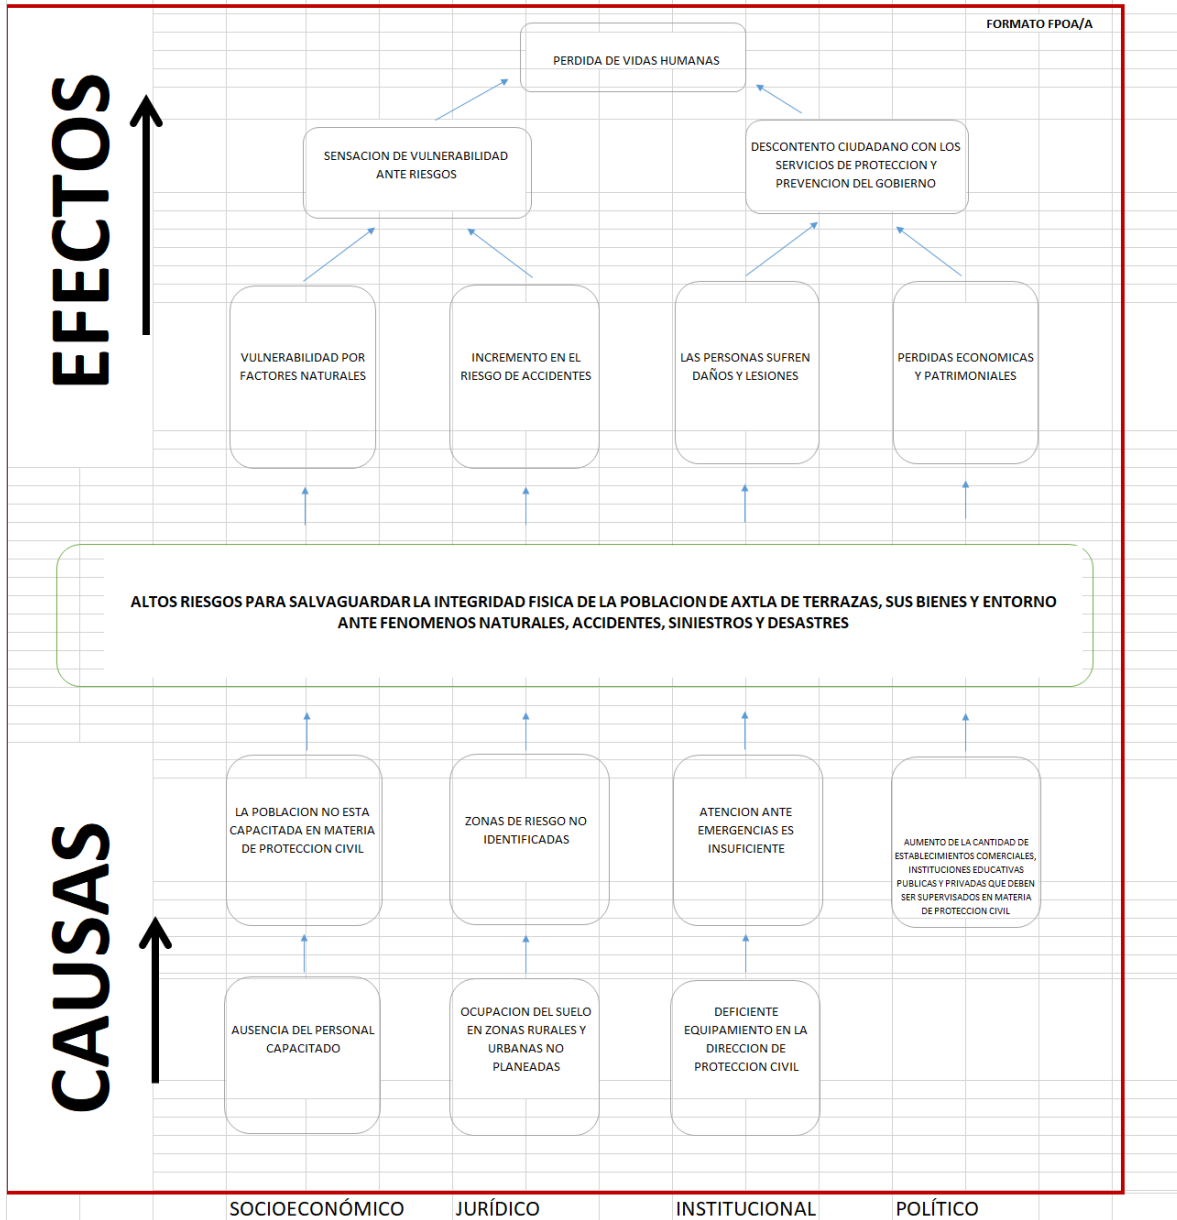 FORMATO FPOA/A
EFECTOS
PERDIDA DE VIDAS HUMANAS
SENSACION DE VULNERABILIDAD
ANTE RIESGOS
DESCONTENTO CIUDADANO CON LOS
SERVICIOS DE PROTECCION Y
PREVENCION DEL GOBIERNO
VULNERABILIDAD POR
FACTORES NATURALES
INCREMENTO EN EL
RIESGO DE ACCIDENTES
LAS PERSONAS SUFREN
DAÑOS Y LESIONES
PERDIDAS ECONOMICAS
Y PATRIMONIALES
ALTOS RIESGOS PARA SALVAGUARDAR LA INTEGRIDAD FISICA DE LA POBLACION DE AXTLA DE TERRAZAS, SUS BIENES Y ENTORNO
ANTE FENOMENOS NATURALES, ACCIDENTES, SINIESTROS Y DESASTRES
CAUSAS
LA POBLACION NO ESTA
CAPACITADA EN MATERIA
DE PROTECCION CIVIL
ZONAS DE RIESGO NO
IDENTIFICADAS
ATENCION ANTE
EMERGENCIAS ES
INSUFICIENTE
AUMENTO DE LA CANTIDAD DE
ESTABLECIMIENTOS COMERCIALES,
INSTITUCIONES EDUCATIVAS
PUBLICAS Y PRIVADAS QUE DEBEN
SER SUPERVISADOS EN MATERIA
DE PROTECCION CIVIL
AUSENCIA DEL PERSONAL
CAPACITADO
OCUPACION DEL SUELO
EN ZONAS RURALES Y
URBANAS NO
PLANEADAS
DEFICIENTE
EQUIPAMIENTO EN LA
DIRECCION DE
PROTECCION CIVIL
SOCIOECONÓMICO
JURÍDICO
INSTITUCIONAL
POLÍTICO